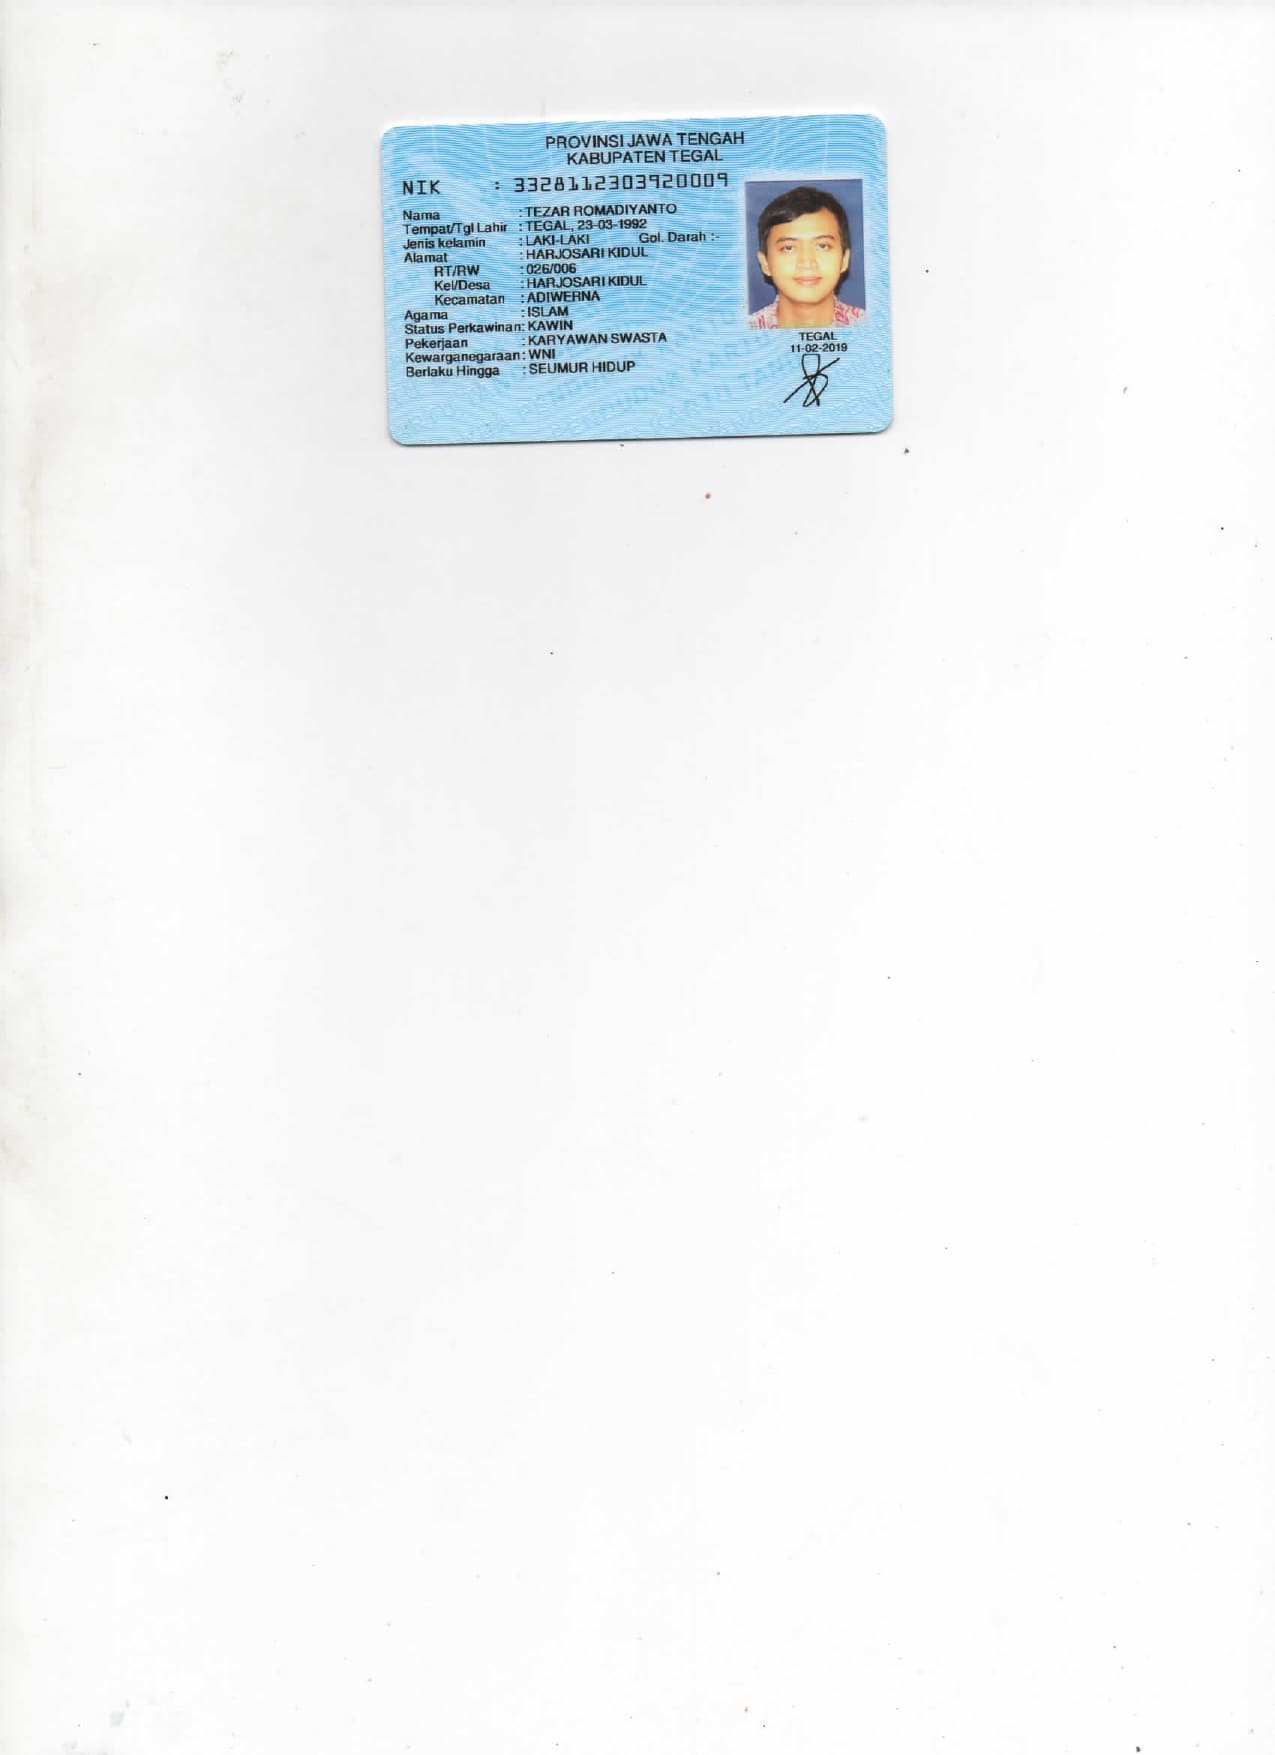 PROVINSI JAWA TENGAH
KABUPATEN TEGAL
NIK : 3328112303920009
Nama : TEZAR ROMADIYANTO
Tempat/Tgl Lahir : TEGAL, 23-03-1992
Jenis kelamin : LAKI-LAKI Gol. Darah :-
Alamat : HARJOSARI KIDUL
RT/RW : 026/006
Kel/Desa : HARJOSARI KIDUL
Kecamatan : ADIWERNA
Agama : ISLAM
Status Perkawinan: KAWIN
Pekerjaan : KARYAWAN SWASTA
Kewarganegaraan: WNI
Berlaku Hingga : SEUMUR HIDUP
TEGAL
11-02-2019